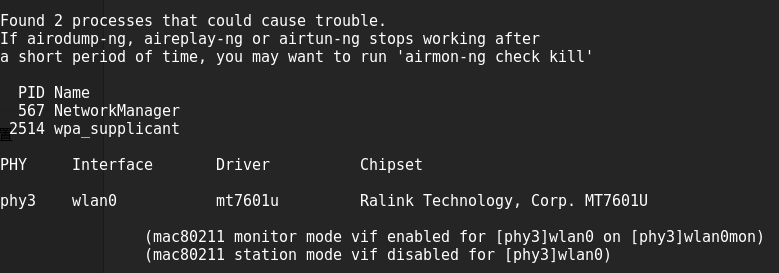 Found 2 processes that could cause trouble.
If airodump-ng, aireplay-ng or airtun-ng stops working after
a short period of time, you may want to run 'airmon-ng check kill'
PID Name
567 NetworkManager
2514 wpa_supplicant
PHY Interface Driver Chipset
phy3 wlan0 mt7601u Ralink Technology, Corp. MT7601U
(mac80211 monitor mode vif enabled for [phy3]wlan0 on [phy3]wlan0mon)
(mac80211 station mode vif disabled for [phy3]wlan0)